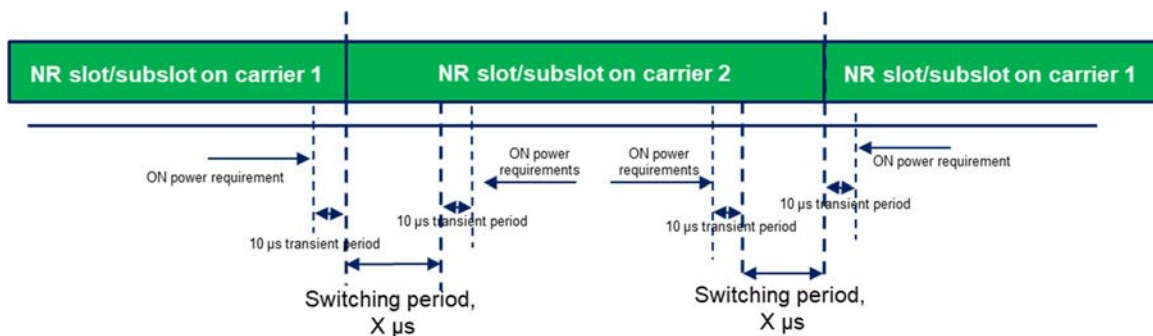 NR slot/subslot on carrier 1
NR slot/subslot on carrier 2
NR slot/subslot on carrier 1
ON power requirement
ON power
requirements
ON power
requirements
ON power requirement
10 µs transient period
10 µs transient period
10 µs transient period
10 µs transient period
Switching period,
X µs
Switching period,
X µs